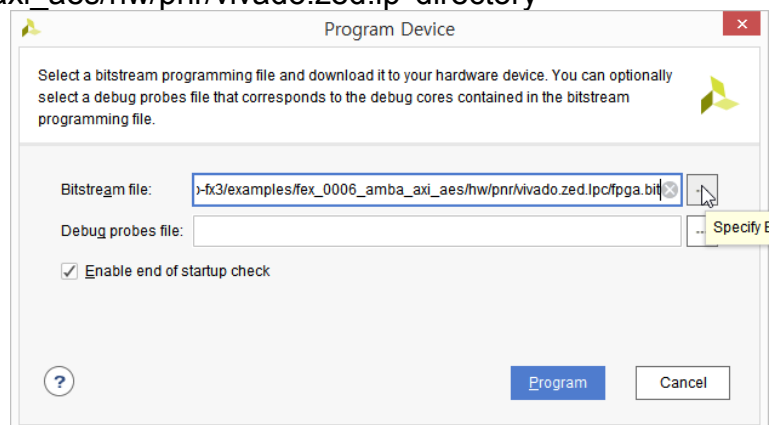 axi_aes/hw/pnr/vivado.zed.lp directory
Program Device
Select a bitstream programming file and download it to your hardware device. You can optionally
select a debug probes file that corresponds to the debug cores contained in the bitstream
programming file.
Bitstream file: -fx3/examples/fex_0006_amba_axi_aes/hw/pnr/vivado.zed.lpc/fpga.bit
Debug probes file:
Specify
Enable end of startup check
?
Program
Cancel